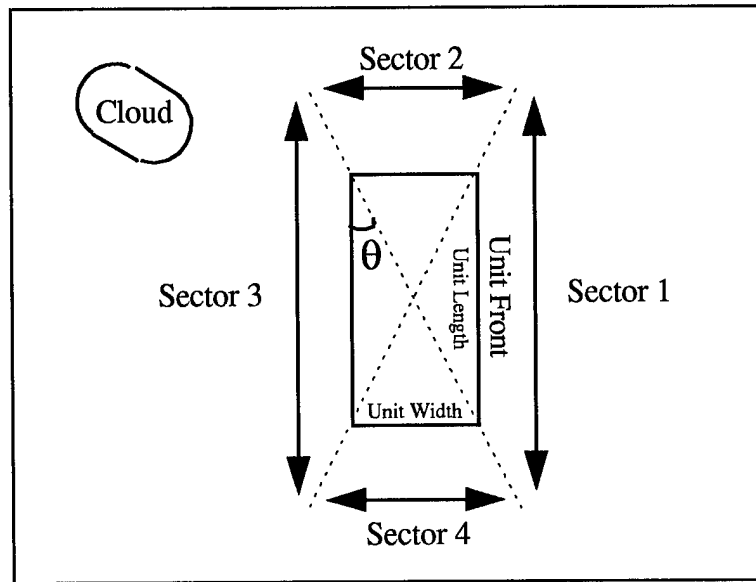 Sector 2
Cloud
θ
Unit Length
Unit Front
Sector 3
Sector 1
Unit Width
Sector 4